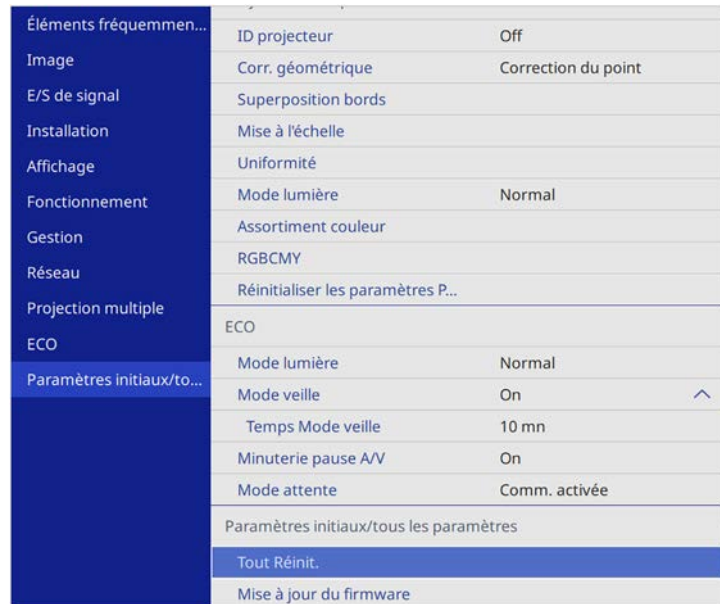 Éléments fréquemmen...
Image
E/S de signal
Installation
Affichage
Fonctionnement
Gestion
Réseau
Projection multiple
ECO
Paramètres initiaux/to...
ID projecteur Off
Corr. géométrique Correction du point
Superposition bords
Mise à l'échelle
Uniformité
Mode lumière Normal
Assortiment couleur
RGBCMY
Réinitialiser les paramètres P...
ECO
Mode lumière Normal
Mode veille On
Temps Mode veille 10 mn
Minuterie pause A/V On
Mode attente Comm. activée
Paramètres initiaux/tous les paramètres
Tout Réinit.
Mise à jour du firmware